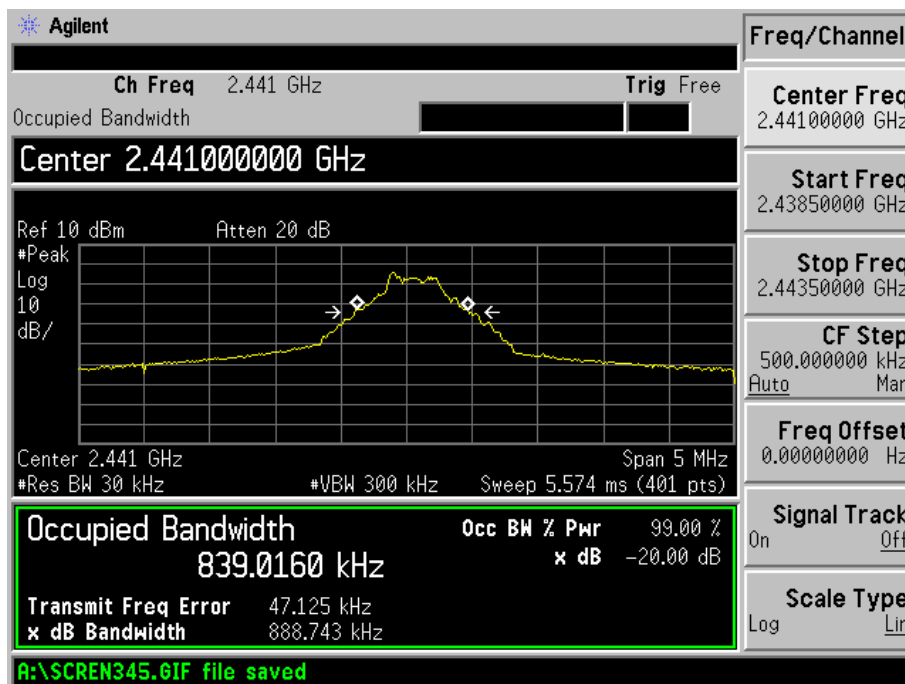 Agilent
Freq/Channel
Ch Freq 2.441 GHz Trig Free
Occupied Bandwidth
Center 2.441000000 GHz
Ref 10 dBm Atten 20 dB
#Peak
Log
10
dB/
Center 2.441 GHz Span 5 MHz
#Res BW 30 kHz #VBW 300 kHz Sweep 5.574 ms (401 pts)
Occupied Bandwidth
839.0160 kHz
Occ BW % Pwr 99.00 %
x dB -20.00 dB
Transmit Freq Error 47.125 kHz
x dB Bandwidth 888.743 kHz
A:\SCREN345.GIF file saved
Center Freq
2.44100000 GHz
Start Freq
2.43850000 GHz
Stop Freq
2.44350000 GHz
CF Step
500.000000 kHz
Auto Man
Freq Offset
0.00000000 Hz
Signal Track
On Off
Scale Type
Log Lin